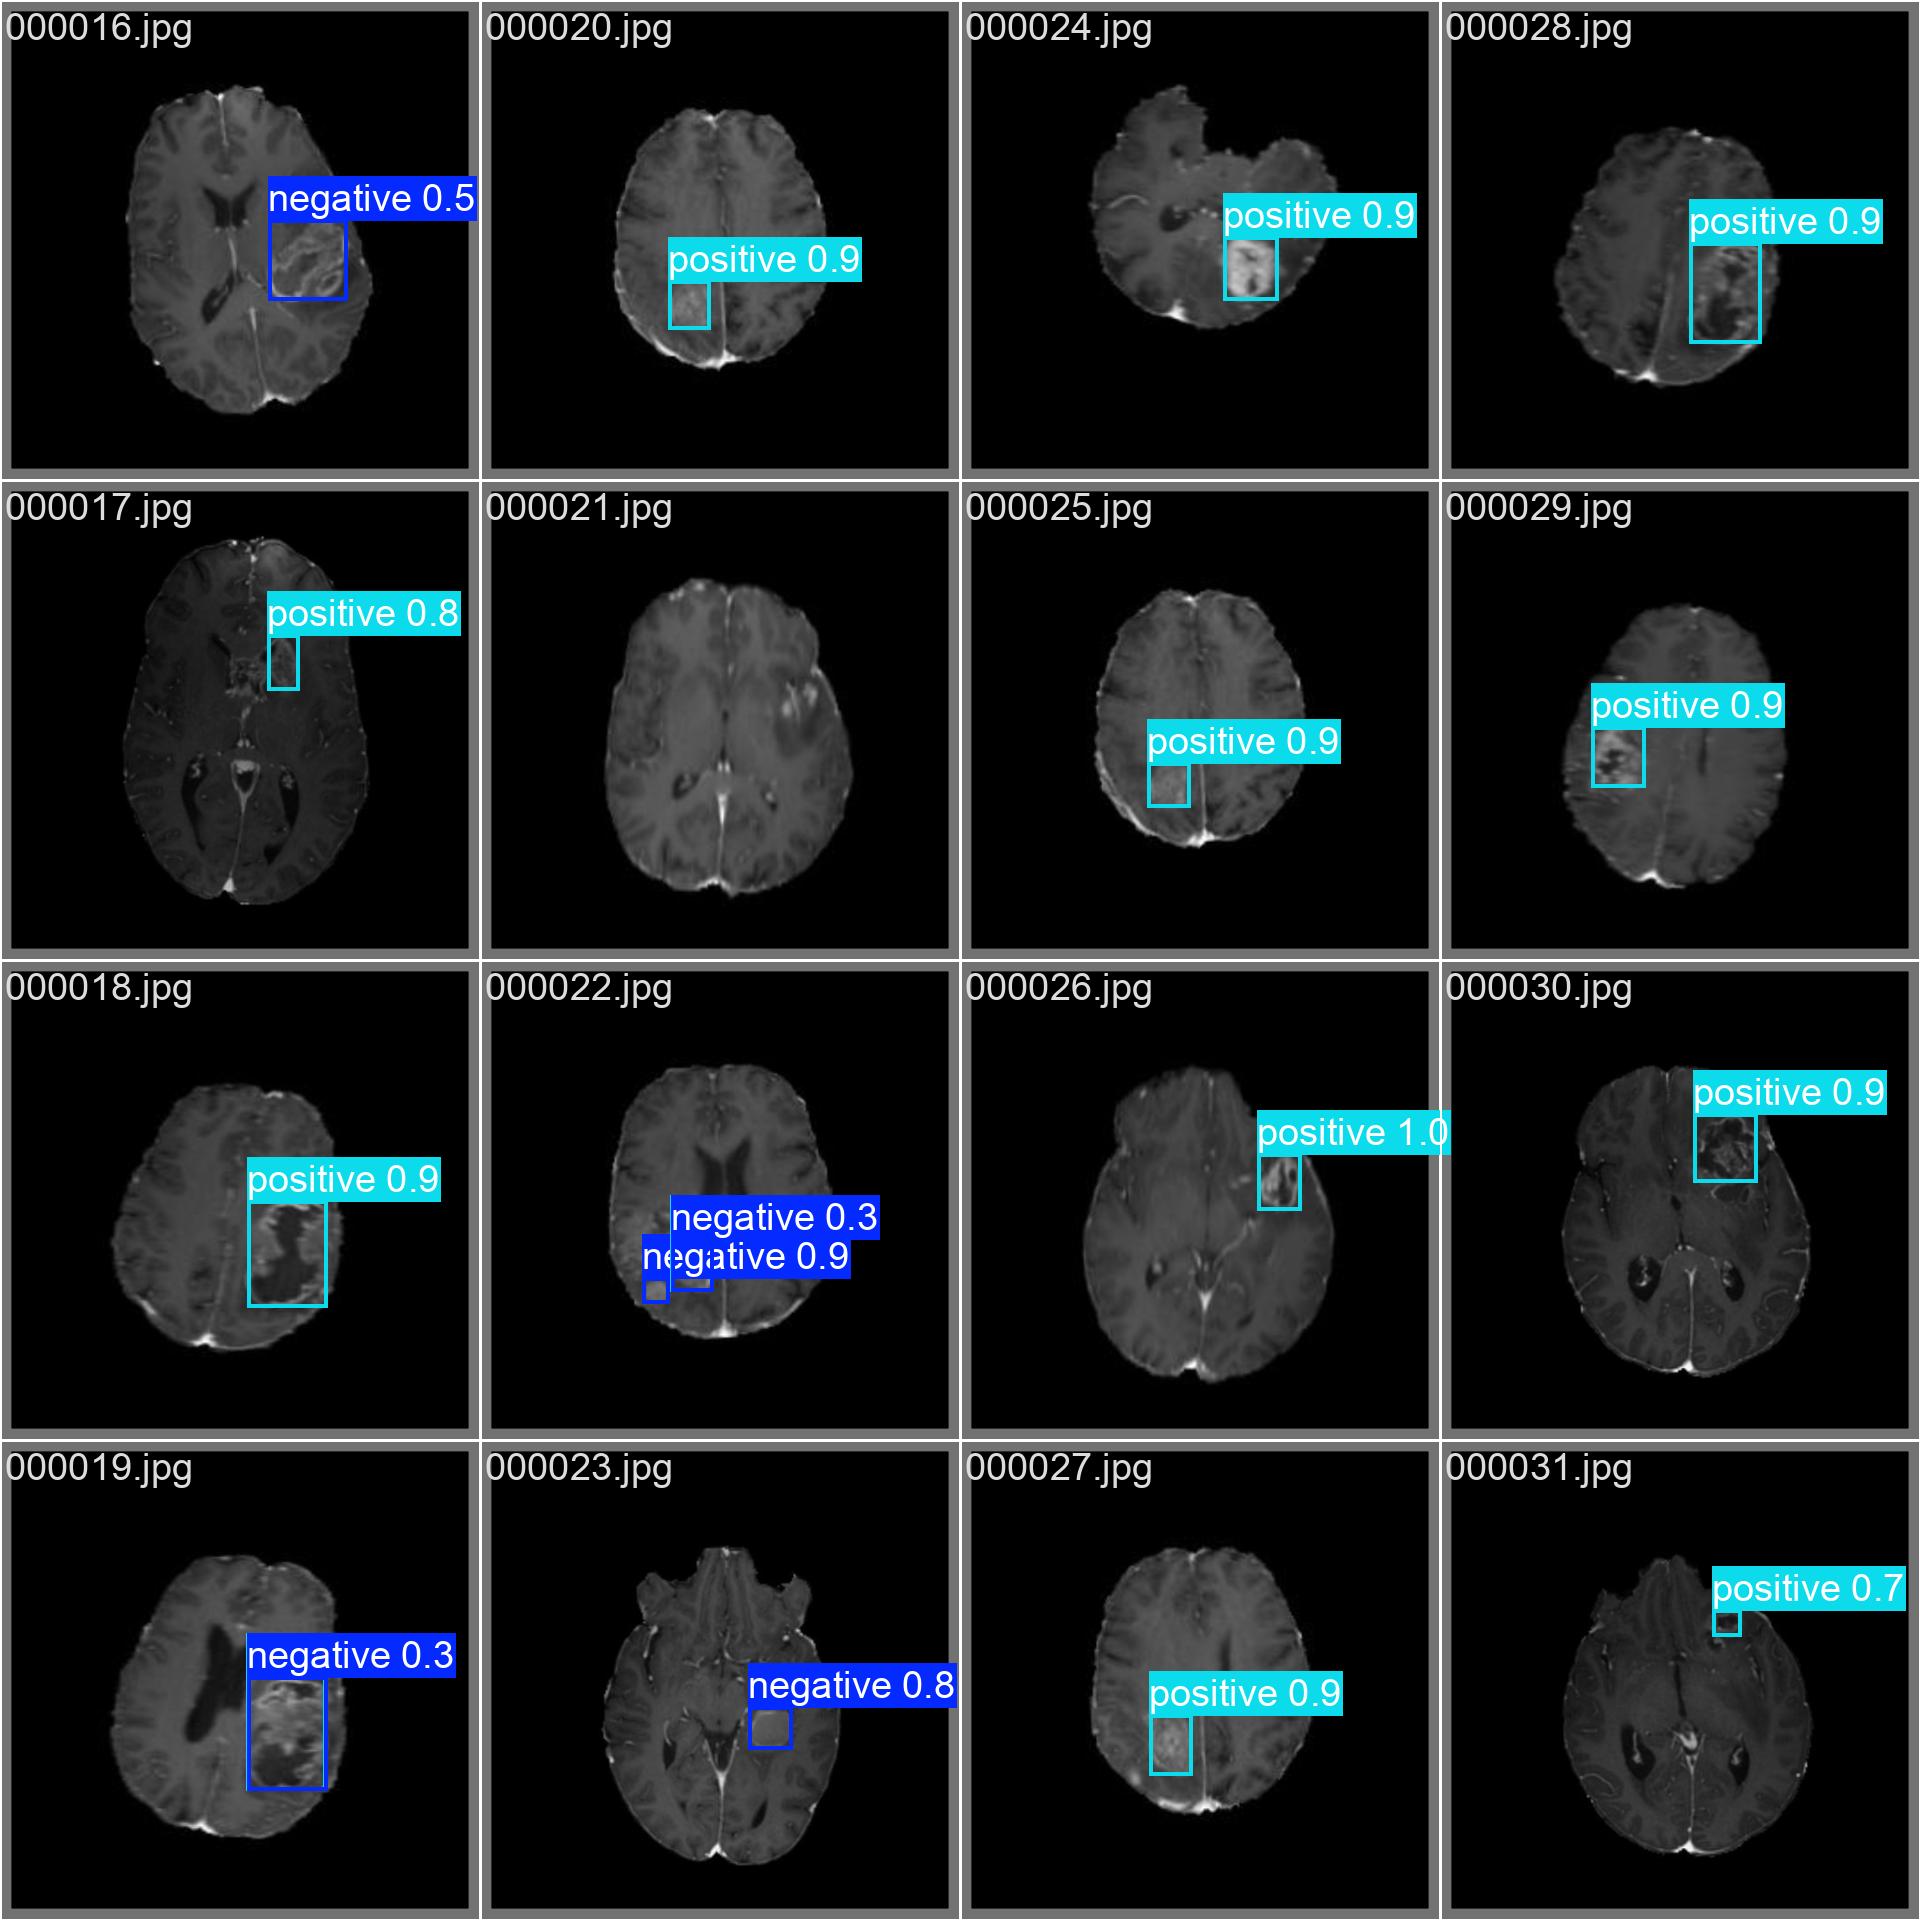 000016.jpg
negative 0.5
000020.jpg
positive 0.9
000024.jpg
positive 0.9
000028.jpg
positive 0.9
000017.jpg
positive 0.8
000021.jpg
000025.jpg
positive 0.9
000029.jpg
positive 0.9
000018.jpg
positive 0.9
000022.jpg
negative 0.3
negative 0.9
000026.jpg
positive 1.0
000030.jpg
positive 0.9
000019.jpg
negative 0.3
000023.jpg
negative 0.8
000027.jpg
positive 0.9
000031.jpg
positive 0.7